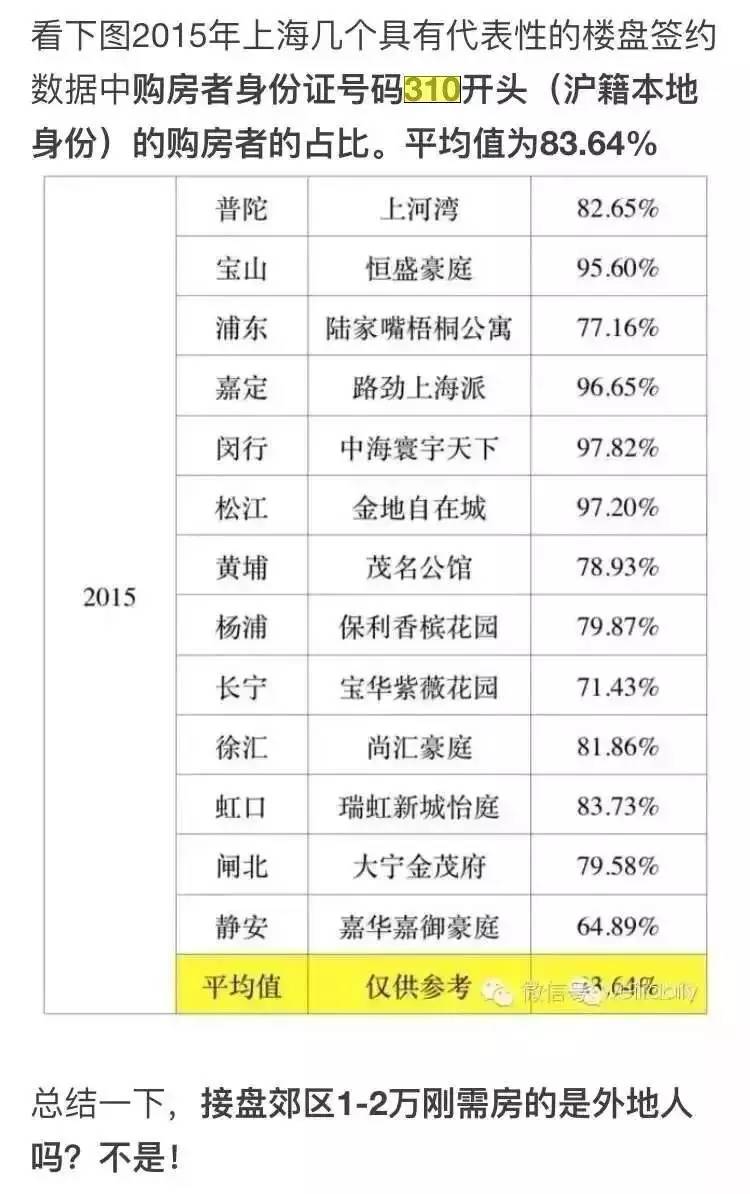 看下图2015年上海几个具有代表性的楼盘签约
数据中购房者身份证号码310开头（沪籍本地
身份）的购房者的占比。平均值为83.64%
普陀 上河湾 82.65%
宝山 恒盛豪庭 95.60%
浦东 陆家嘴梧桐公寓 77.16%
嘉定 路劲上海派 96.65%
闵行 中海寰宇天下 97.82%
松江 金地自在城 97.20%
黄埔 茂名公馆 78.93%
2015
杨浦 保利香槟花园 79.87%
长宁 宝华紫薇花园 71.43%
徐汇 尚汇豪庭 81.86%
虹口 瑞虹新城怡庭 83.73%
闸北 大宁金茂府 79.58%
静安 嘉华嘉御豪庭 64.89%
平均值 仅供参考 83.64%
微信号
总结一下，接盘郊区1-2万刚需房的是外地人
吗？不是！